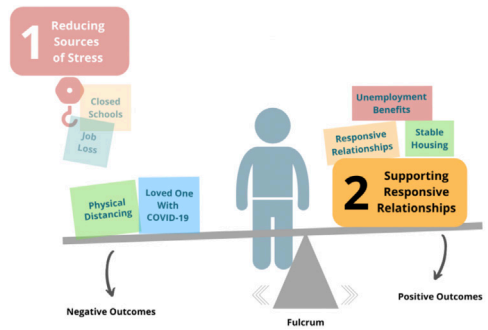 1 Reducing
Sources
of Stress
Closed
Schools
Job
Loss
Physical
Distancing
Loved One
With
COVID-19
Unemployment
Benefits
Responsive
Relationships
Stable
Housing
2 Supporting
Responsive
Relationships
Negative Outcomes
Fulcrum
Positive Outcomes